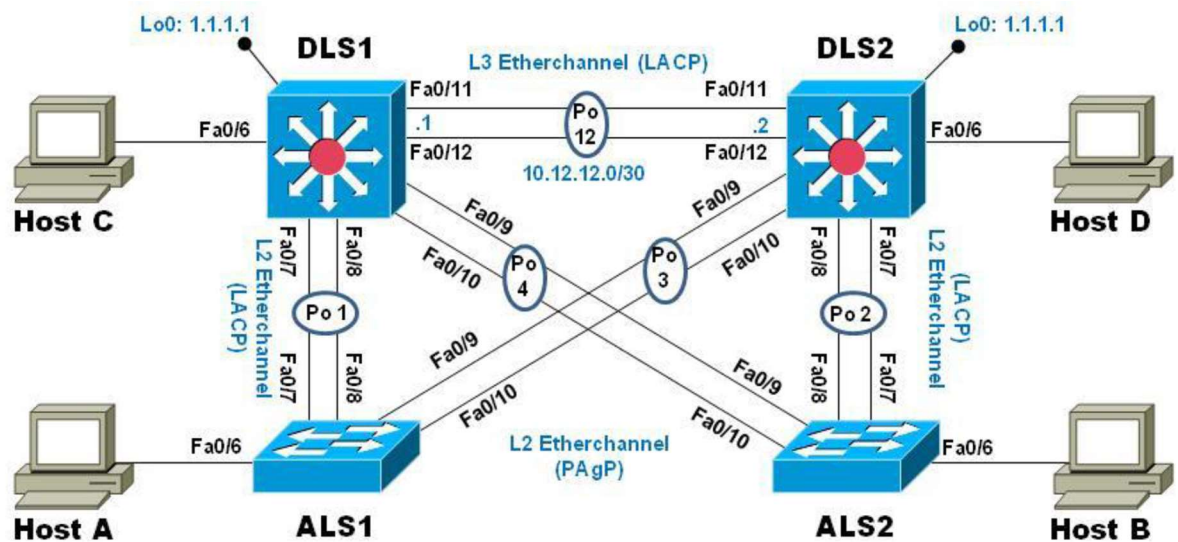 Lo0: 1.1.1.1
Lo0: 1.1.1.1
DLS1
DLS2
L3 Etherchannel (LACP)
Fa0/11
Fa0/11
Fa0/6
.1
Po
12
.2
Fa0/6
Fa0/12
Fa0/12
10.12.12.0/30
Host C
Host D
Fa0/9
Fa0/9
Fa0/10
Fa0/10
Fa0/7
Fa0/8
Po
4
Po
3
Fa0/8
Fa0/7
L2 Etherchannel
(LACP)
Po 1
Po 2
(LACP)
L2 Etherchannel
Fa0/7
Fa0/8
Fa0/9
Fa0/10
Fa0/9
Fa0/10
Fa0/8
Fa0/7
L2 Etherchannel
(PAgP)
Fa0/6
Fa0/6
Host A
ALS1
ALS2
Host B